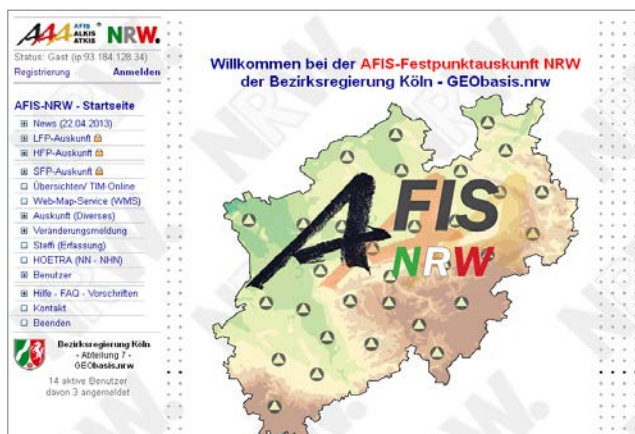 AAA AFIS ALKIS ATKIS ® NRW.
Status: Gast (ip:93.184.128.34)
Registrierung Anmelden
AFIS-NRW - Startseite
News (22.04.2013)
LFP-Auskunft
HFP-Auskunft
SFP-Auskunft
Übersichten/ TIM-Online
Web-Map-Service (WMS)
Auskunft (Diverses)
Veränderungsmeldung
Steffi (Erfassung)
HOETRA (NN - NHN)
Benutzer
Hilfe - FAQ - Vorschriften
Kontakt
Beenden
Bezirksregierung Köln
- Abteilung 7 -
GEObasis.nrw
14 aktive Benutzer
davon 3 angemeldet
Willkommen bei der AFIS-Festpunktauskunft NRW
der Bezirksregierung Köln - GEObasis.nrw
AFIS
NRW